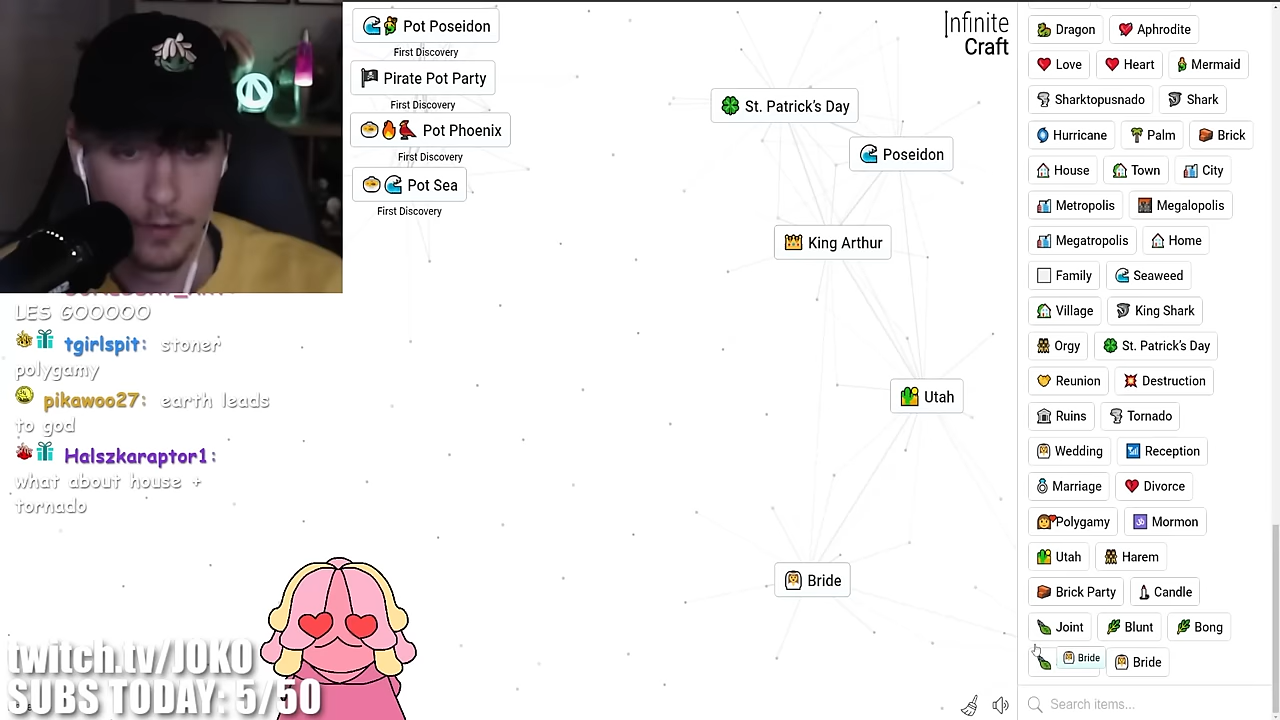 Pot Poseidon
First Discovery
Pirate Pot Party
First Discovery
Pot Phoenix
First Discovery
Pot Sea
First Discovery
Infinite
Craft
St. Patrick's Day
Poseidon
King Arthur
Utah
Bride
LES GOOOOO
tgirlspit: stoner
polygamy
pikawoo27: earth leads
to god
Halszkaraptor1:
what about house +
tornado
twitch.tv/JOKO
SUBS TODAY: 5/50
Dragon Aphrodite
Love Heart Mermaid
Sharktopusnado Shark
Hurricane Palm Brick
House Town City
Metropolis Megalopolis
Megatropolis Home
Family Seaweed
Village King Shark
Orgy St. Patrick's Day
Reunion Destruction
Ruins Tornado
Wedding Reception
Marriage Divorce
Polygamy Mormon
Utah Harem
Brick Party Candle
Joint Blunt Bong
Bride Bride
Search items...